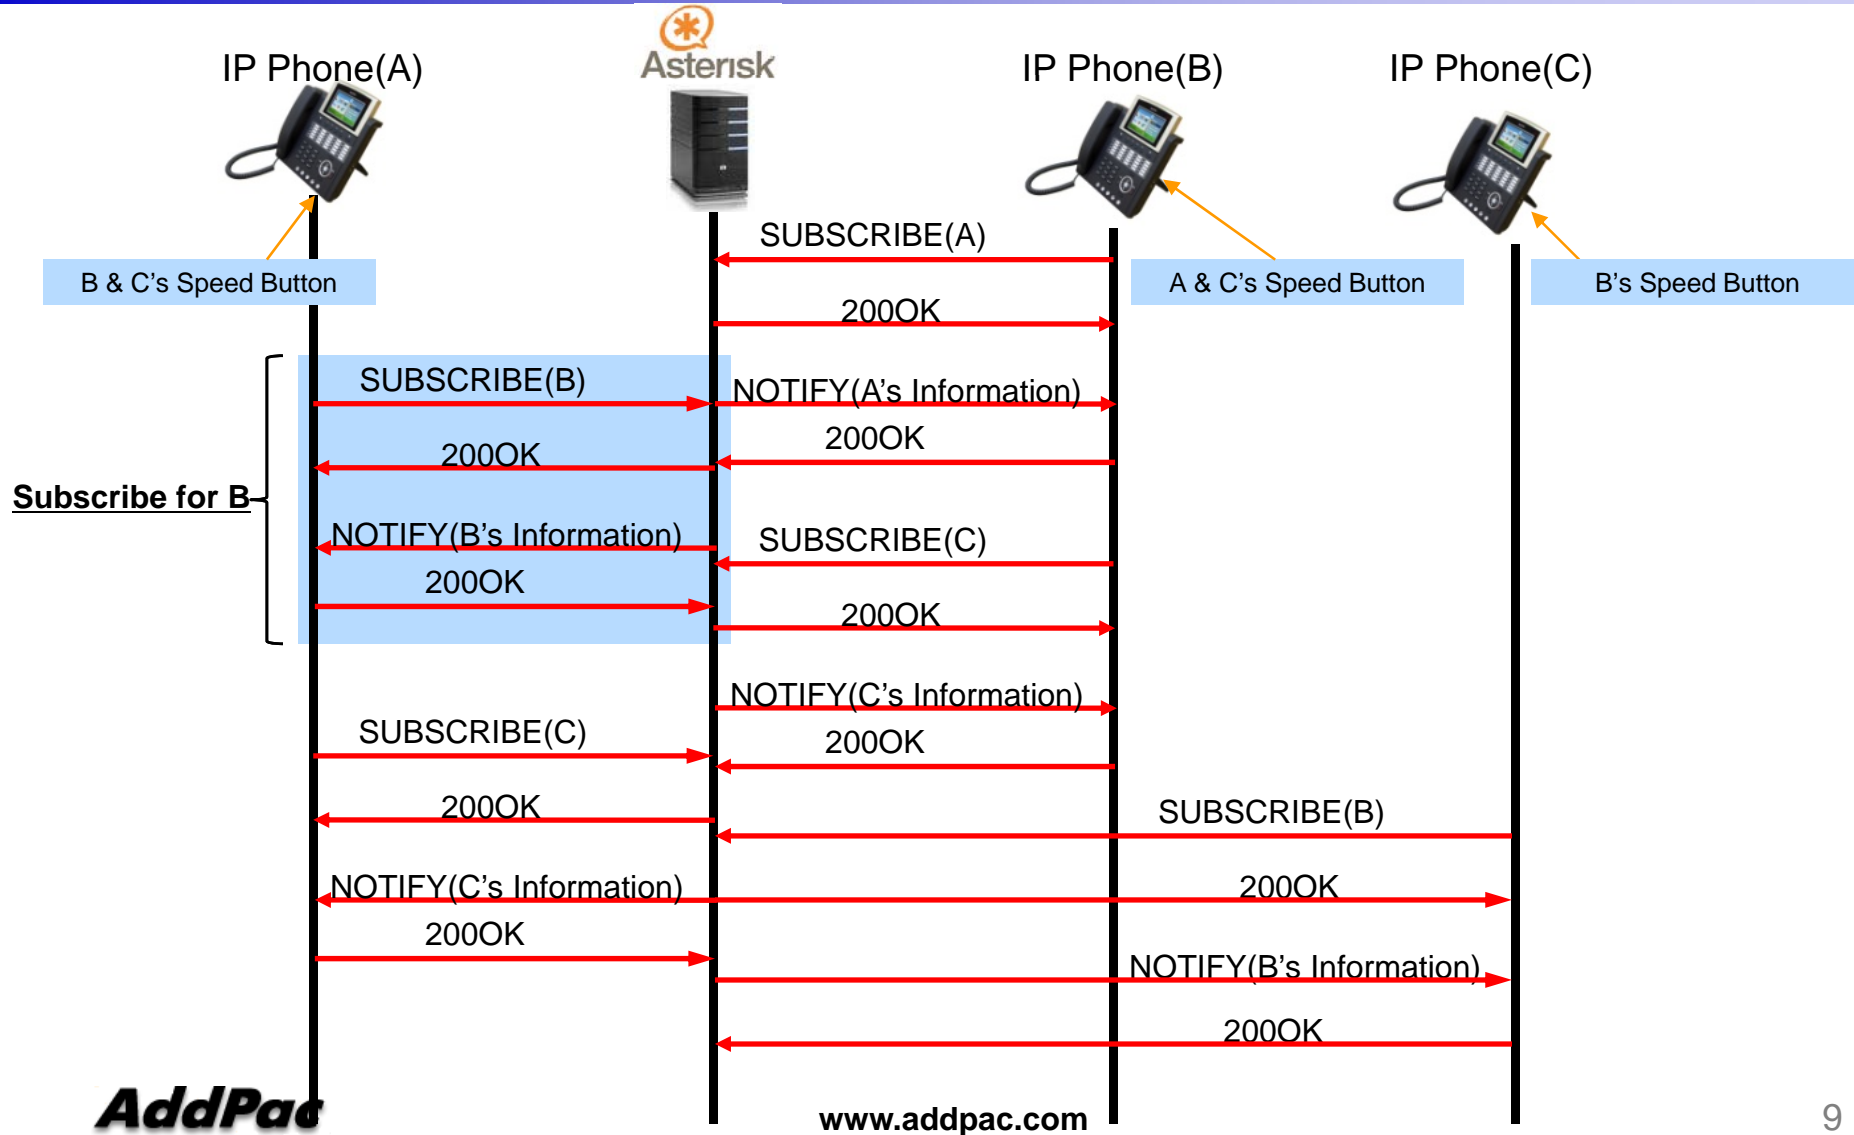 Asterisk
IP Phone(A)
IP Phone(B)
IP Phone(C)
SUBSCRIBE(A)
B & C’s Speed Button
A & C’s Speed Button
B’s Speed Button
200OK
SUBSCRIBE(B)
NOTIFY(A’s Information)
200OK
200OK
Subscribe for B
NOTIFY(B’s Information)
SUBSCRIBE(C)
200OK
200OK
NOTIFY(C’s Information)
SUBSCRIBE(C)
200OK
200OK
SUBSCRIBE(B)
NOTIFY(C’s Information)
200OK
200OK
NOTIFY(B’s Information)
200OK
AddPac
www.addpac.com
9